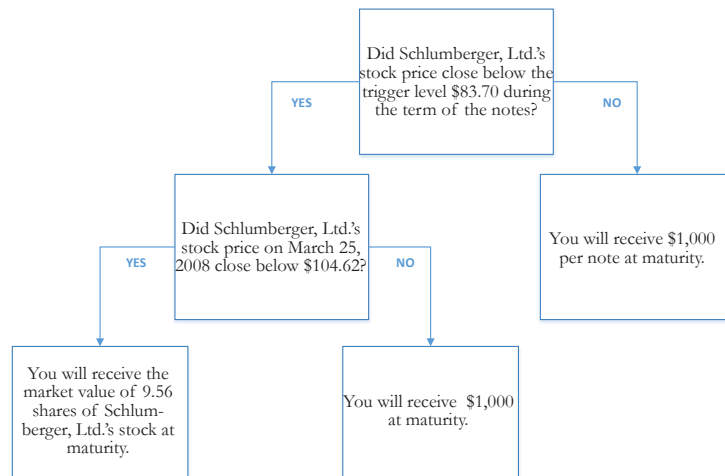 Did Schlumberger, Ltd.'s
stock price close below the
trigger level $83.70 during
the term of the notes?
YES
NO
Did Schlumberger, Ltd.'s
stock price on March 25,
2008 close below $104.62?
You will receive $1,000
per note at maturity.
YES
NO
You will receive the
market value of 9.56
shares of Schlum-
berger, Ltd.'s stock at
maturity.
You will receive $1,000
at maturity.